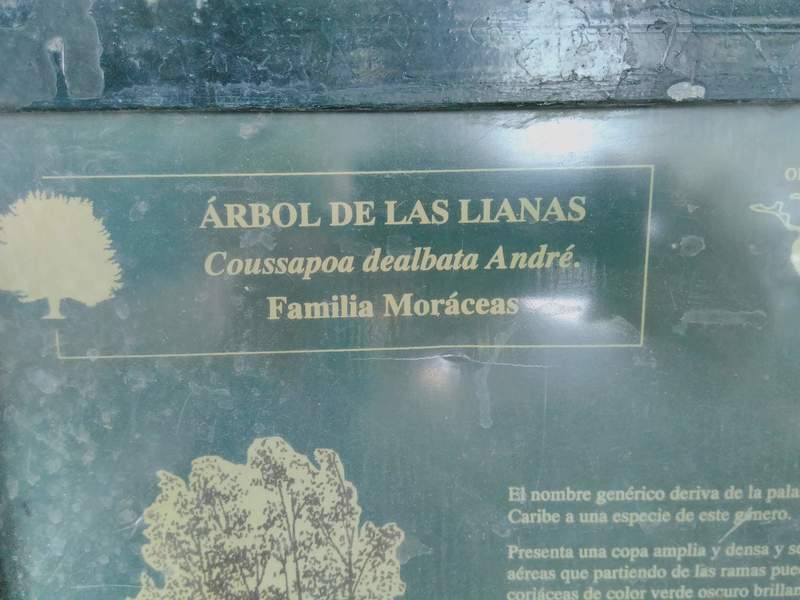 ÁRBOL DE LAS LIANAS
Coussapoa dealbata André.
Familia Moráceas
El nombre genérico deriva de la
Caribe a una especie de este género.
Presenta una copa amplia y densa y
aéreas que partiendo de las ramas
coriáceas de color verde oscuro